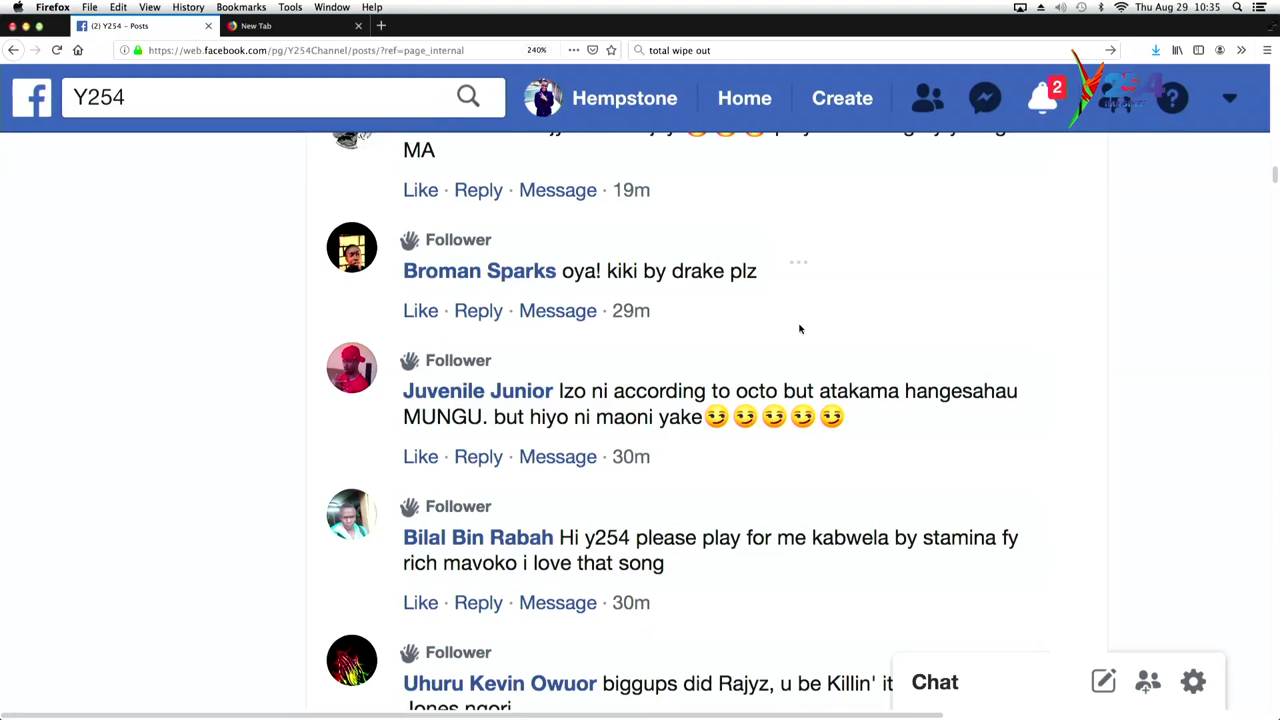 Firefox File Edit View History Bookmarks Tools Window Help Thu Aug 29 10:35
(2) Y254 - Posts New Tab
https://web.facebook.com/pg/Y254Channel/posts/?ref=page_internal 240% total wipe out
Y254 Hempstone Home Create 2
MA
Like · Reply · Message · 19m
Follower
Broman Sparks oya! kiki by drake plz
Like · Reply · Message · 29m
Follower
Juvenile Junior Izo ni according to octo but atakama hangesahau
MUNGU. but hiyo ni maoni yake😏😏😏😏😏
Like · Reply · Message · 30m
Follower
Bilal Bin Rabah Hi y254 please play for me kabwela by stamina fy
rich mavoko i love that song
Like · Reply · Message · 30m
Follower
Uhuru Kevin Owuor biggups did Rajyz, u be Killin' it
Jones ngori
Chat